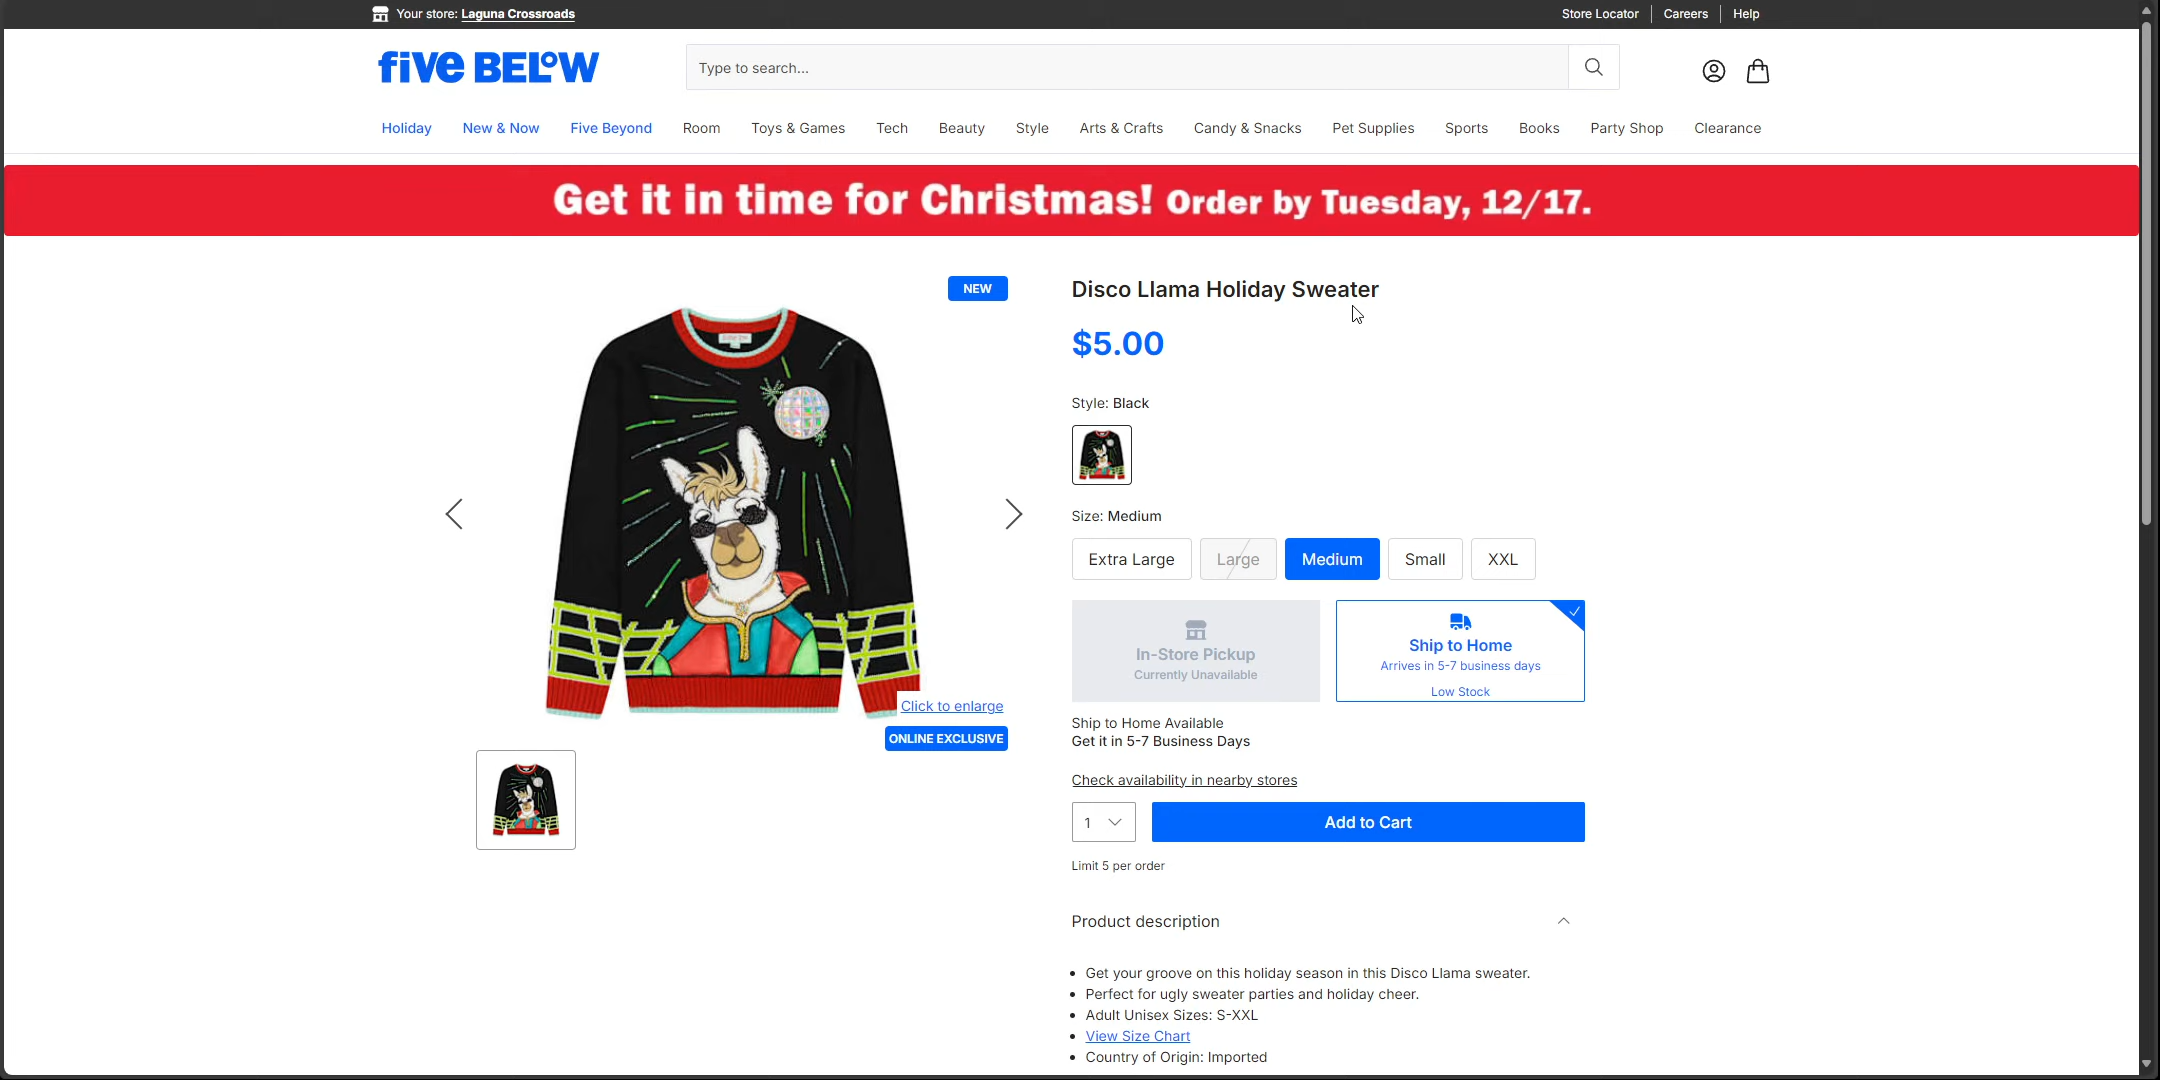 Your store: Laguna Crossroads
Store Locator
Careers
Help
five BELOW
Type to search...
Holiday
New & Now
Five Beyond
Room
Toys & Games
Tech
Beauty
Style
Arts & Crafts
Candy & Snacks
Pet Supplies
Sports
Books
Party Shop
Clearance
Get it in time for Christmas! Order by Tuesday, 12/17.
NEW
Disco Llama Holiday Sweater
$5.00
Style: Black
Size: Medium
Extra Large
Large
Medium
Small
XXL
In-Store Pickup
Currently Unavailable
Ship to Home
Arrives in 5-7 business days
Low Stock
Click to enlarge
ONLINE EXCLUSIVE
Ship to Home Available
Get it in 5-7 Business Days
Check availability in nearby stores
1
Add to Cart
Limit 5 per order
Product description
• Get your groove on this holiday season in this Disco Llama sweater.
• Perfect for ugly sweater parties and holiday cheer.
• Adult Unisex Sizes: S-XXL
• View Size Chart
• Country of Origin: Imported